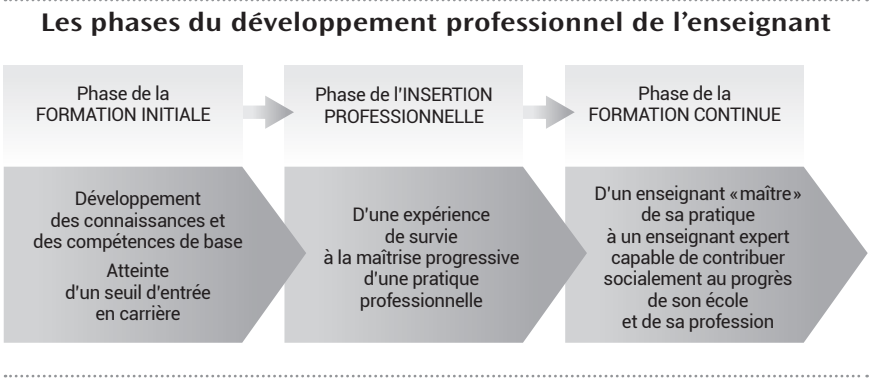 Les phases du développement professionnel de l'enseignant
Phase de la
FORMATION INITIALE
Phase de l'INSERTION
PROFESSIONNELLE
Phase de la
FORMATION CONTINUE
Développement
des connaissances et
des compétences de base
Atteinte
d'un seuil d'entrée
en carrière
D'une expérience
de survie
à la maîtrise progressive
d'une pratique
professionnelle
D'un enseignant «maître»
de sa pratique
à un enseignant expert
capable de contribuer
socialement au progrès
de son école
et de sa profession